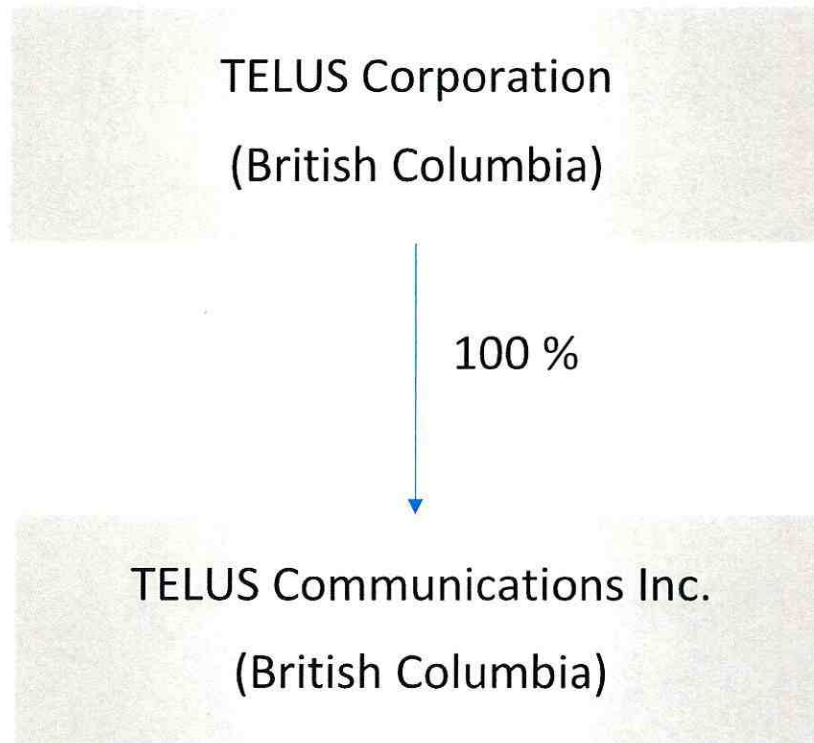 TELUS Corporation
(British Columbia)
100 %
TELUS Communications Inc.
(British Columbia)